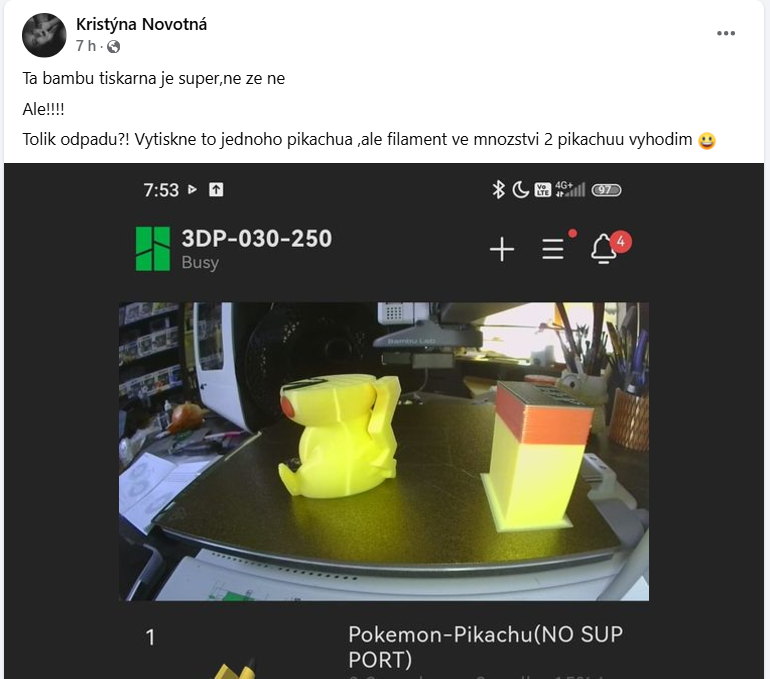 Kristýna Novotná
7 h
Ta bambu tiskarna je super,ne ze ne
Ale!!!!
Tolik odpadu?! Vytiskne to jednoho pikachua ,ale filament ve mnozstvi 2 pikachuu vyhodim 😀
7:53
Vo LTE 4G+ 97
3DP-030-250
Busy
4
Bambu Lab
1
Pokemon-Pikachu(NO SUP
PORT)